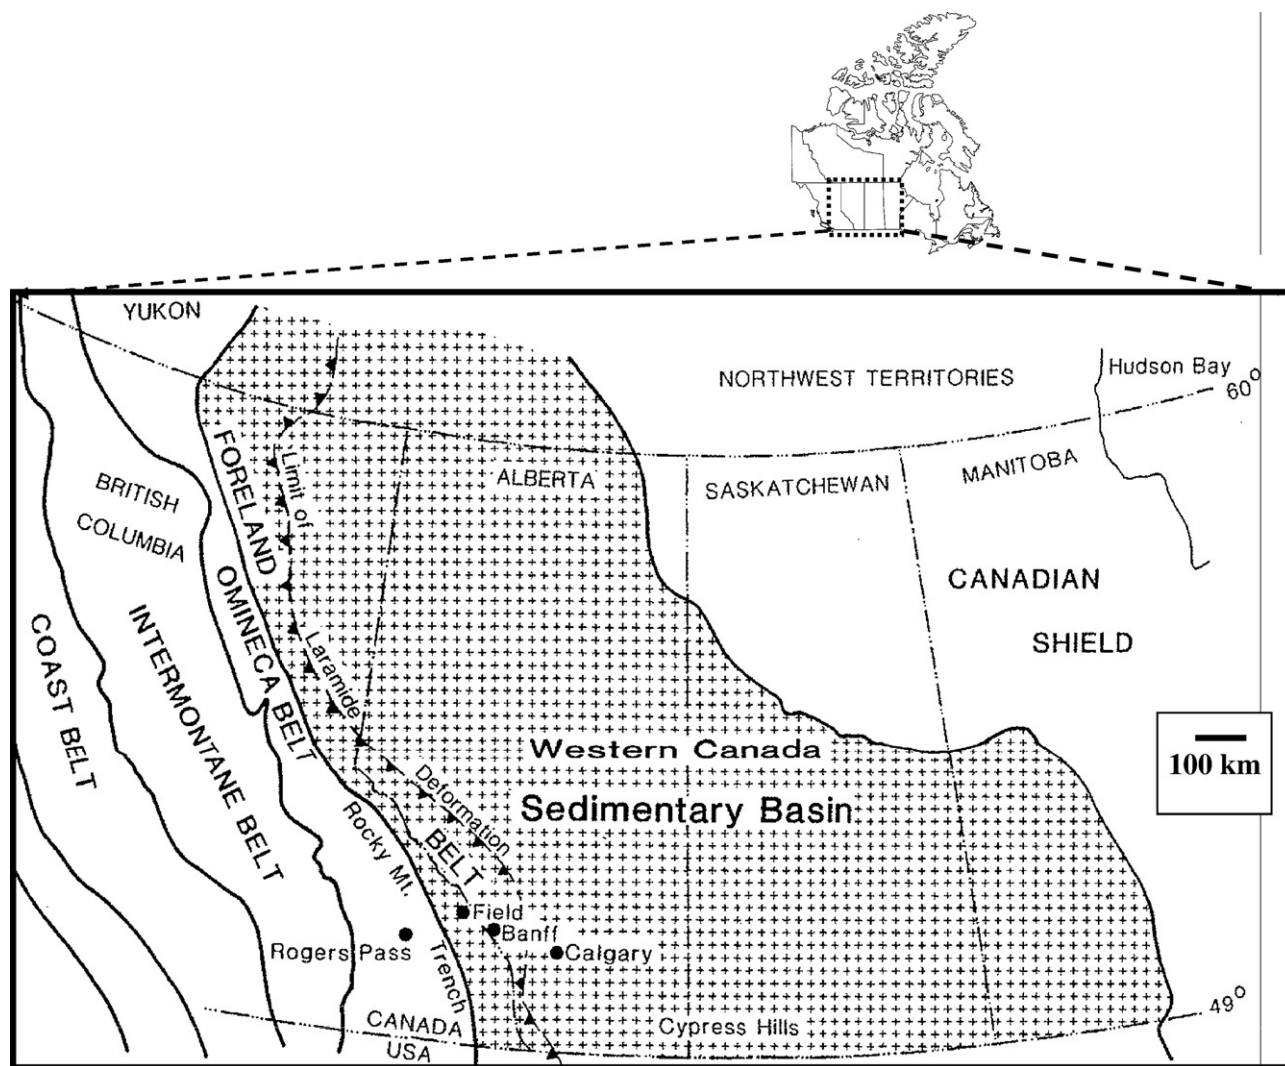 YUKON
Hudson Bay
NORTHWEST TERRITORIES
60°
FORELAND
Limit of
ALBERTA
SASKATCHEWAN
MANITOBA
BRITISH
COLUMBIA
OMINECA BELT
CANADIAN
SHIELD
COAST BELT
INTERMONTANE BELT
Laramide
Deformation
BELT
Western Canada
Sedimentary Basin
100 km
Rocky Mt.
Trench
Field
Banff
Rogers Pass
Calgary
49°
CANADA
USA
Cypress Hills